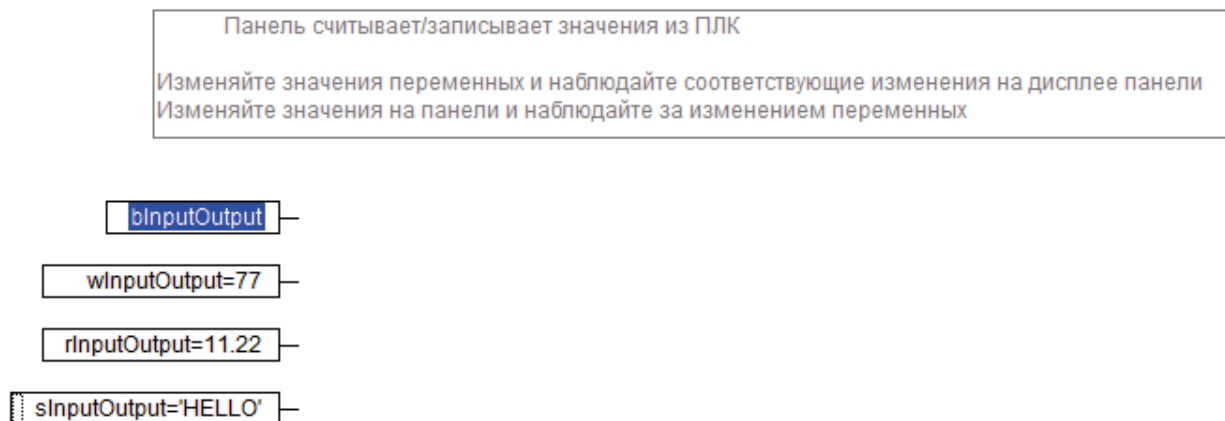 Панель считывает/записывает значения из ПЛК
Изменяйте значения переменных и наблюдайте соответствующие изменения на дисплее панели
Изменяйте значения на панели и наблюдайте за изменением переменных
bInputOutput
wInputOutput=77
rInputOutput=11.22
sInputOutput='HELLO'